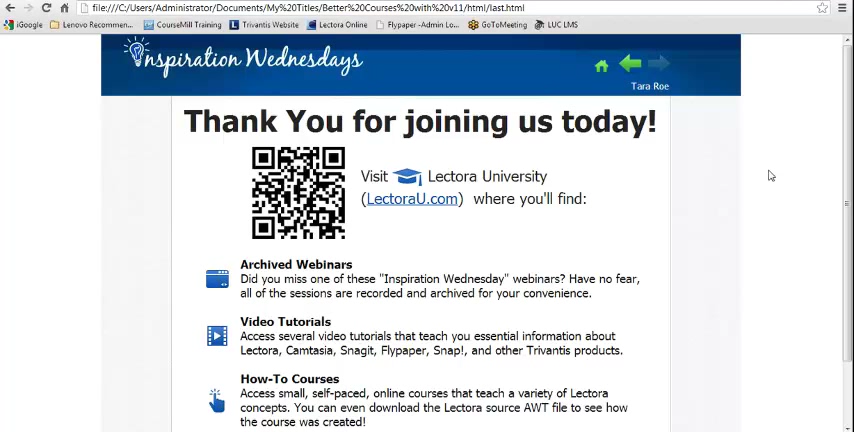 file:///C:/Users/Administrator/Documents/My%20Titles/Better%20Courses%20with%20v11/html/last.html
iGoogle Lenovo Recommen... CourseMill Training Trivantis Website Lectora Online Flypaper -Admin Lo... GoToMeeting LUC LMS
Inspiration Wednesdays
Tara Roe
Thank You for joining us today!
Visit Lectora University
(LectoraU.com) where you'll find:
Archived Webinars
Did you miss one of these "Inspiration Wednesday" webinars? Have no fear,
all of the sessions are recorded and archived for your convenience.
Video Tutorials
Access several video tutorials that teach you essential information about
Lectora, Camtasia, Snagit, Flypaper, Snap!, and other Trivantis products.
How-To Courses
Access small, self-paced, online courses that teach a variety of Lectora
concepts. You can even download the Lectora source AWT file to see how
the course was created!